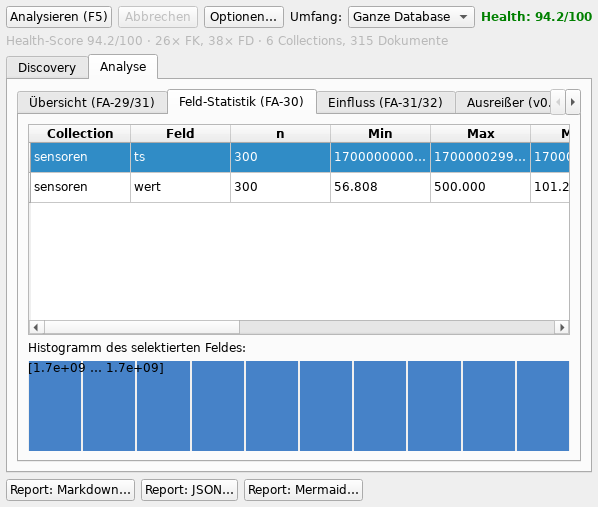 Analysieren (F5) Abbrechen Optionen... Umfang: Ganze Database Health: 94.2/100
Health-Score 94.2/100 · 26× FK, 38× FD · 6 Collections, 315 Dokumente
Discovery Analyse
Übersicht (FA-29/31) Feld-Statistik (FA-30) Einfluss (FA-31/32) Ausreißer (v0.
Collection Feld n Min Max M
sensoren ts 300 1700000000... 1700000299... 17000
sensoren wert 300 56.808 500.000 101.2
Histogramm des selektierten Feldes:
[1.7e+09 ... 1.7e+09]
Report: Markdown... Report: JSON... Report: Mermaid...